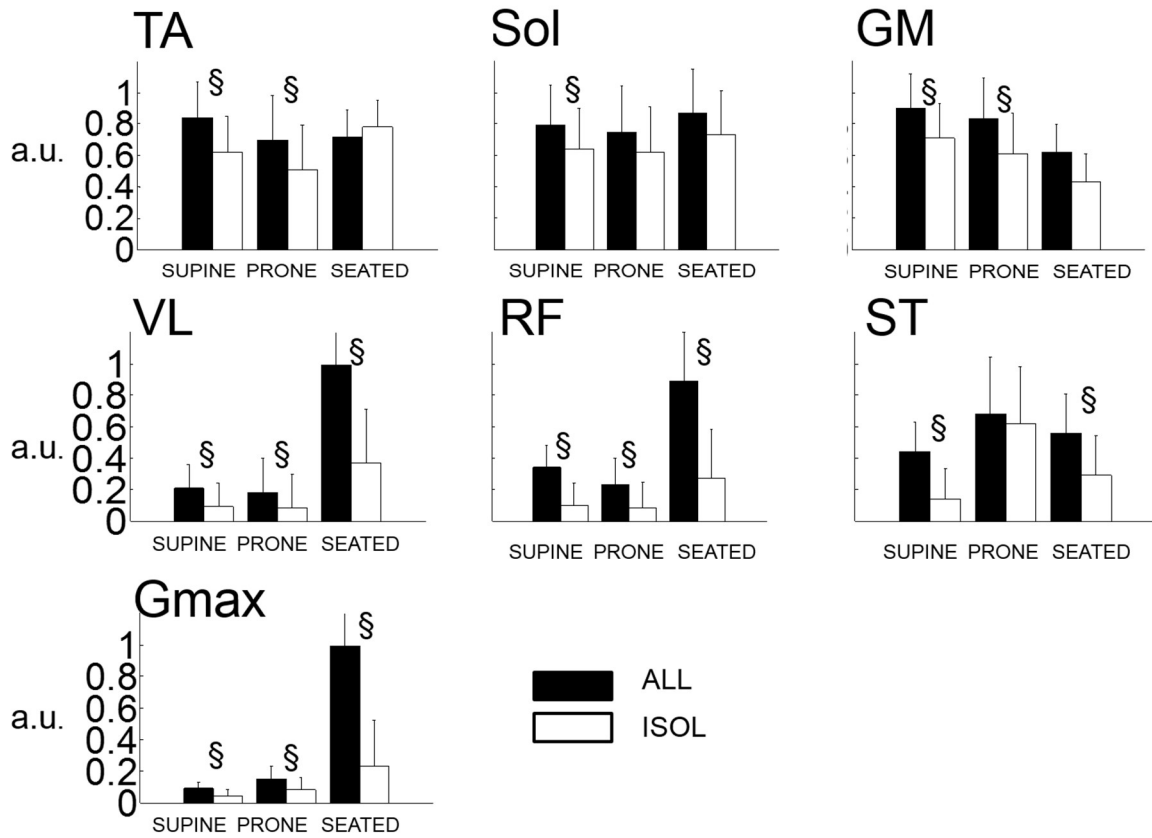 TA
Sol
GM
§
§
§
§
§
1
0.8
0.6
0.4
0.2
0
a.u.
SUPINE PRONE SEATED
SUPINE PRONE SEATED
SUPINE PRONE SEATED
VL
RF
ST
§
§
§
§
§
§
§
§
1
0.8
0.6
0.4
0.2
0
a.u.
SUPINE PRONE SEATED
SUPINE PRONE SEATED
SUPINE PRONE SEATED
Gmax
§
§
§
1
0.8
0.6
0.4
0.2
0
a.u.
SUPINE PRONE SEATED
ALL
ISOL